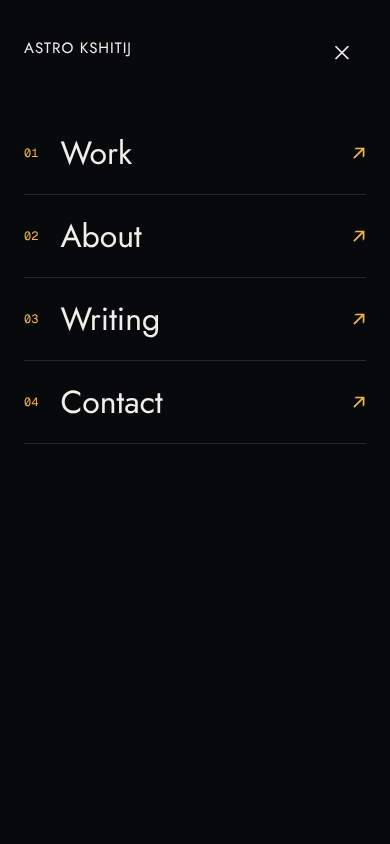 ASTRO KSHITIJ
01 Work
02 About
03 Writing
04 Contact